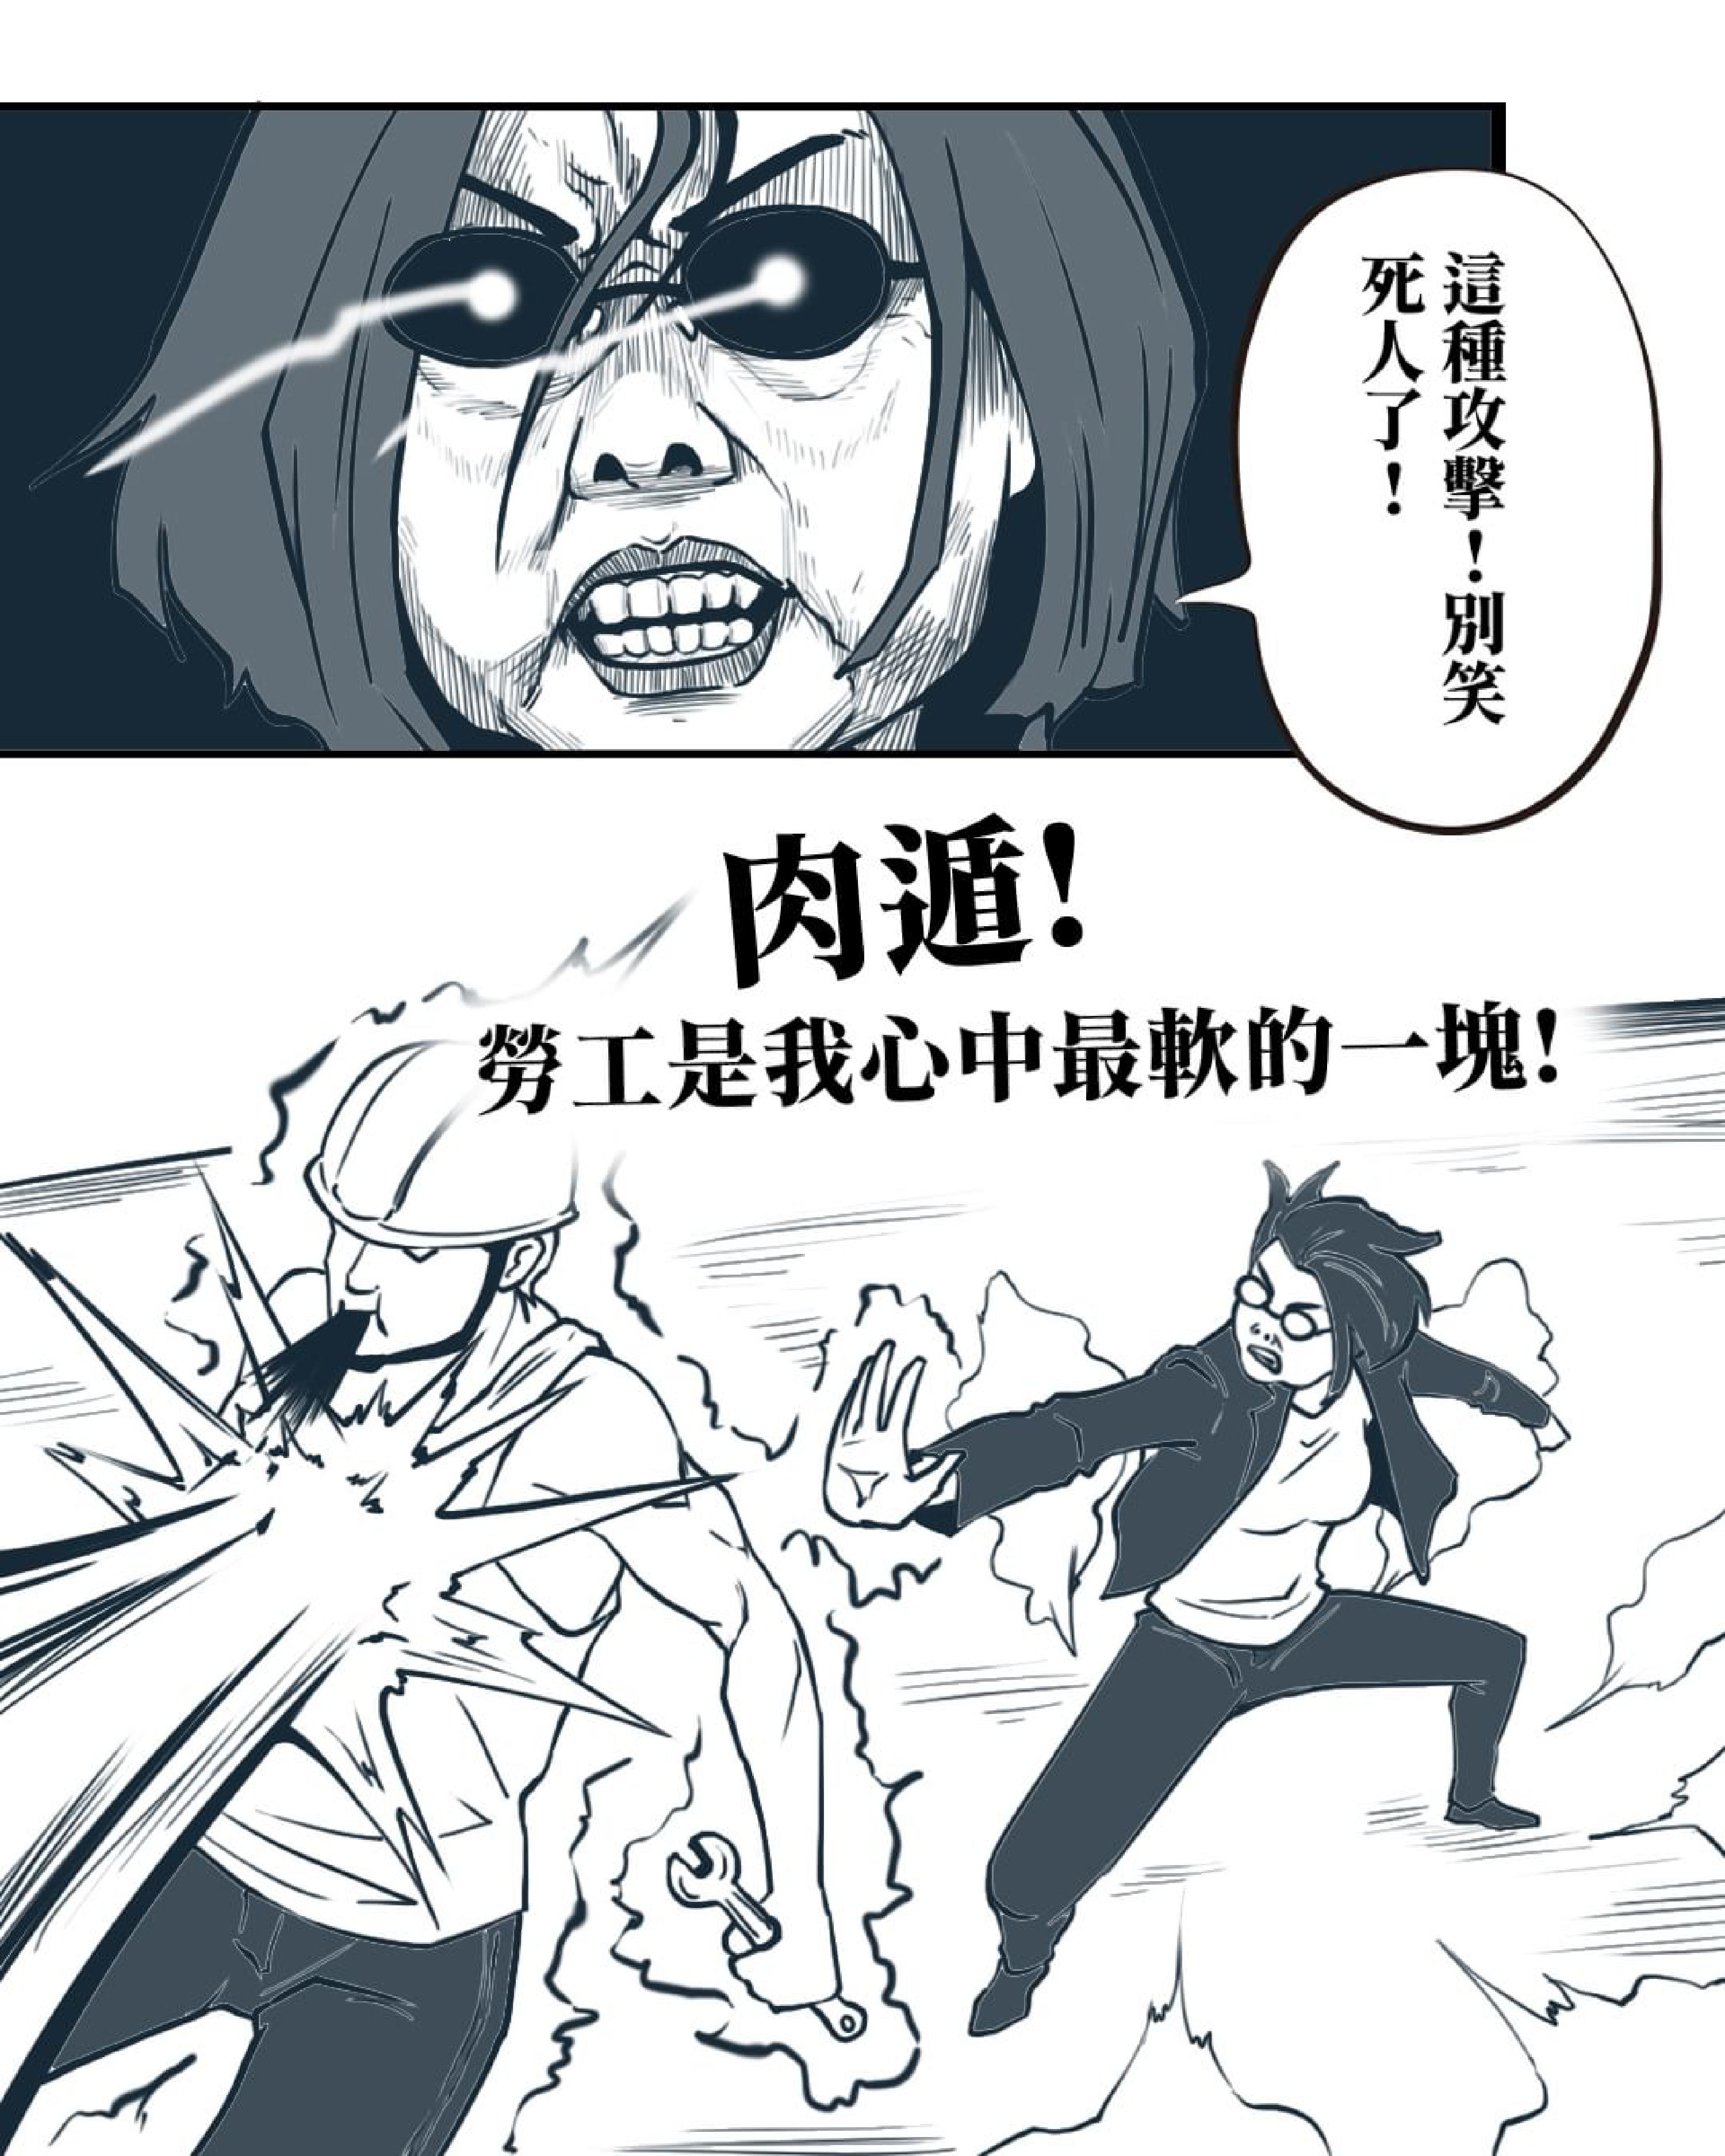 這種攻擊！別笑
死人了！
肉遁！
勞工是我心中最軟的一塊！